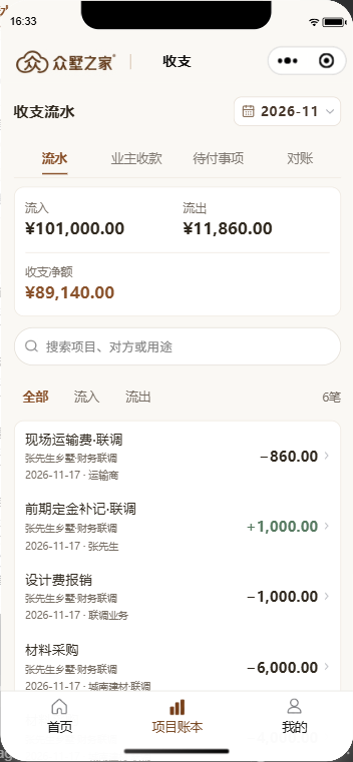 16:33
众墅之家
收支
收支流水
2026-11
流水 业主收款 待付事项 对账
流入 流出
¥101,000.00 ¥11,860.00
收支净额
¥89,140.00
搜索项目、对方或用途
全部 流入 流出 6笔
现场运输费·联调
张先生乡墅·财务联调
−860.00
2026-11-17 · 运输商
前期定金补记·联调
张先生乡墅·财务联调
+1,000.00
2026-11-17 · 张先生
设计费报销
张先生乡墅·财务联调
−1,000.00
2026-11-17 · 联调业务
材料采购
张先生乡墅·财务联调
−6,000.00
2026-11-17 · 城南建材·联调
首页 项目账本 我的